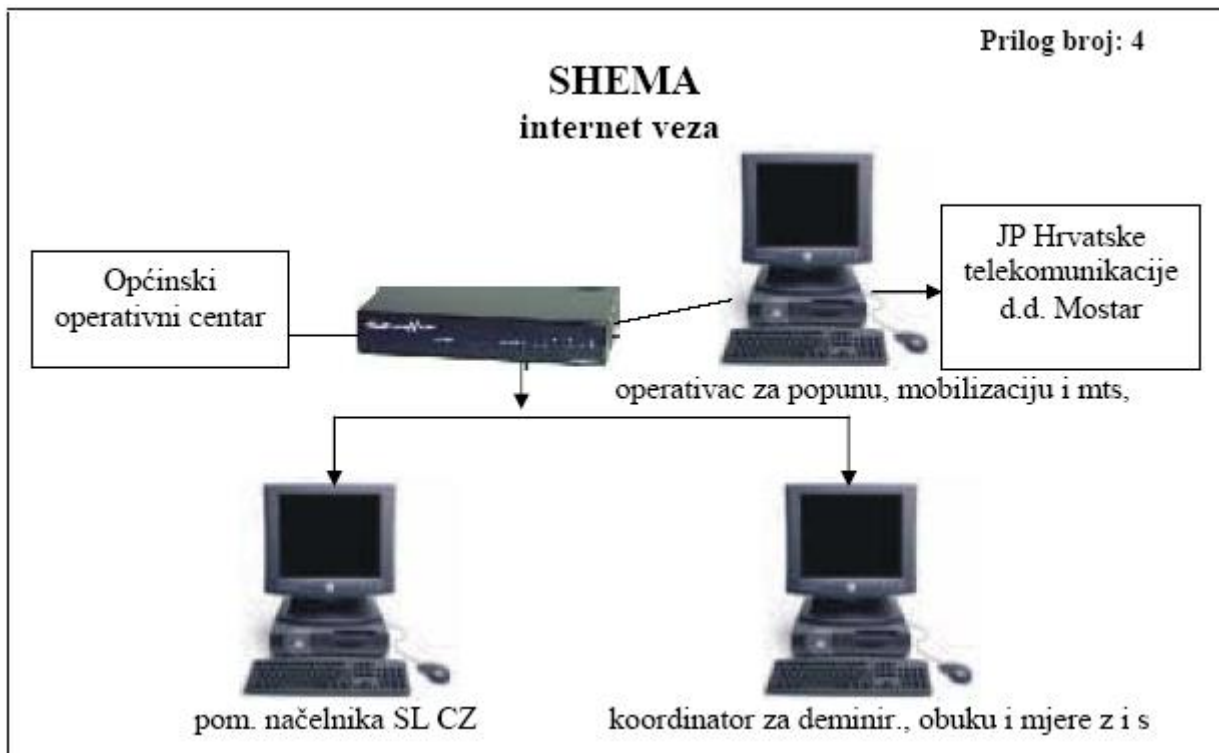 Prilog broj: 4
SHEMA
internet veza
Općinski
operativni centar
JP Hrvatske
telekomunikacije
d.d. Mostar
operativac za popunu, mobilizaciju i mts,
pom. načelnika SL CZ
koordinator za deminir., obuku i mjere z i s